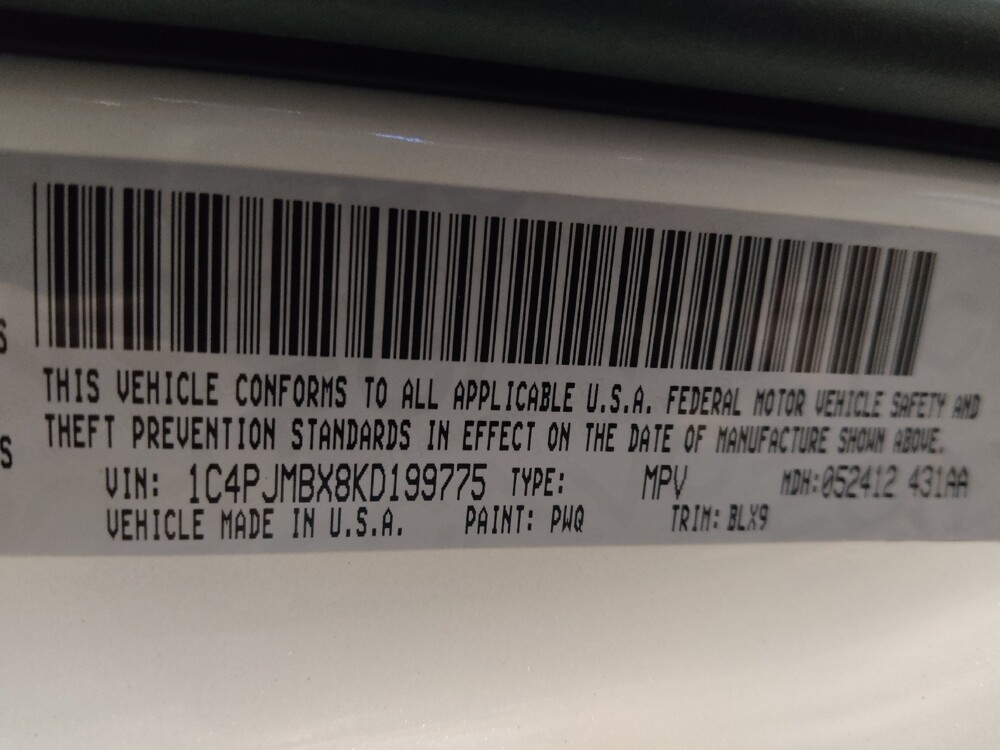 S
THIS VEHICLE CONFORMS TO ALL APPLICABLE U.S.A. FEDERAL MOTOR VEHICLE SAFETY AND
S
THEFT PREVENTION STANDARDS IN EFFECT ON THE DATE OF MANUFACTURE SHOWN ABOVE.
VIN: 1C4PJMBX8KD199775 TYPE: MPV MDH:052412 431AA
VEHICLE MADE IN U.S.A. PAINT: PWQ TRIM: BLX9